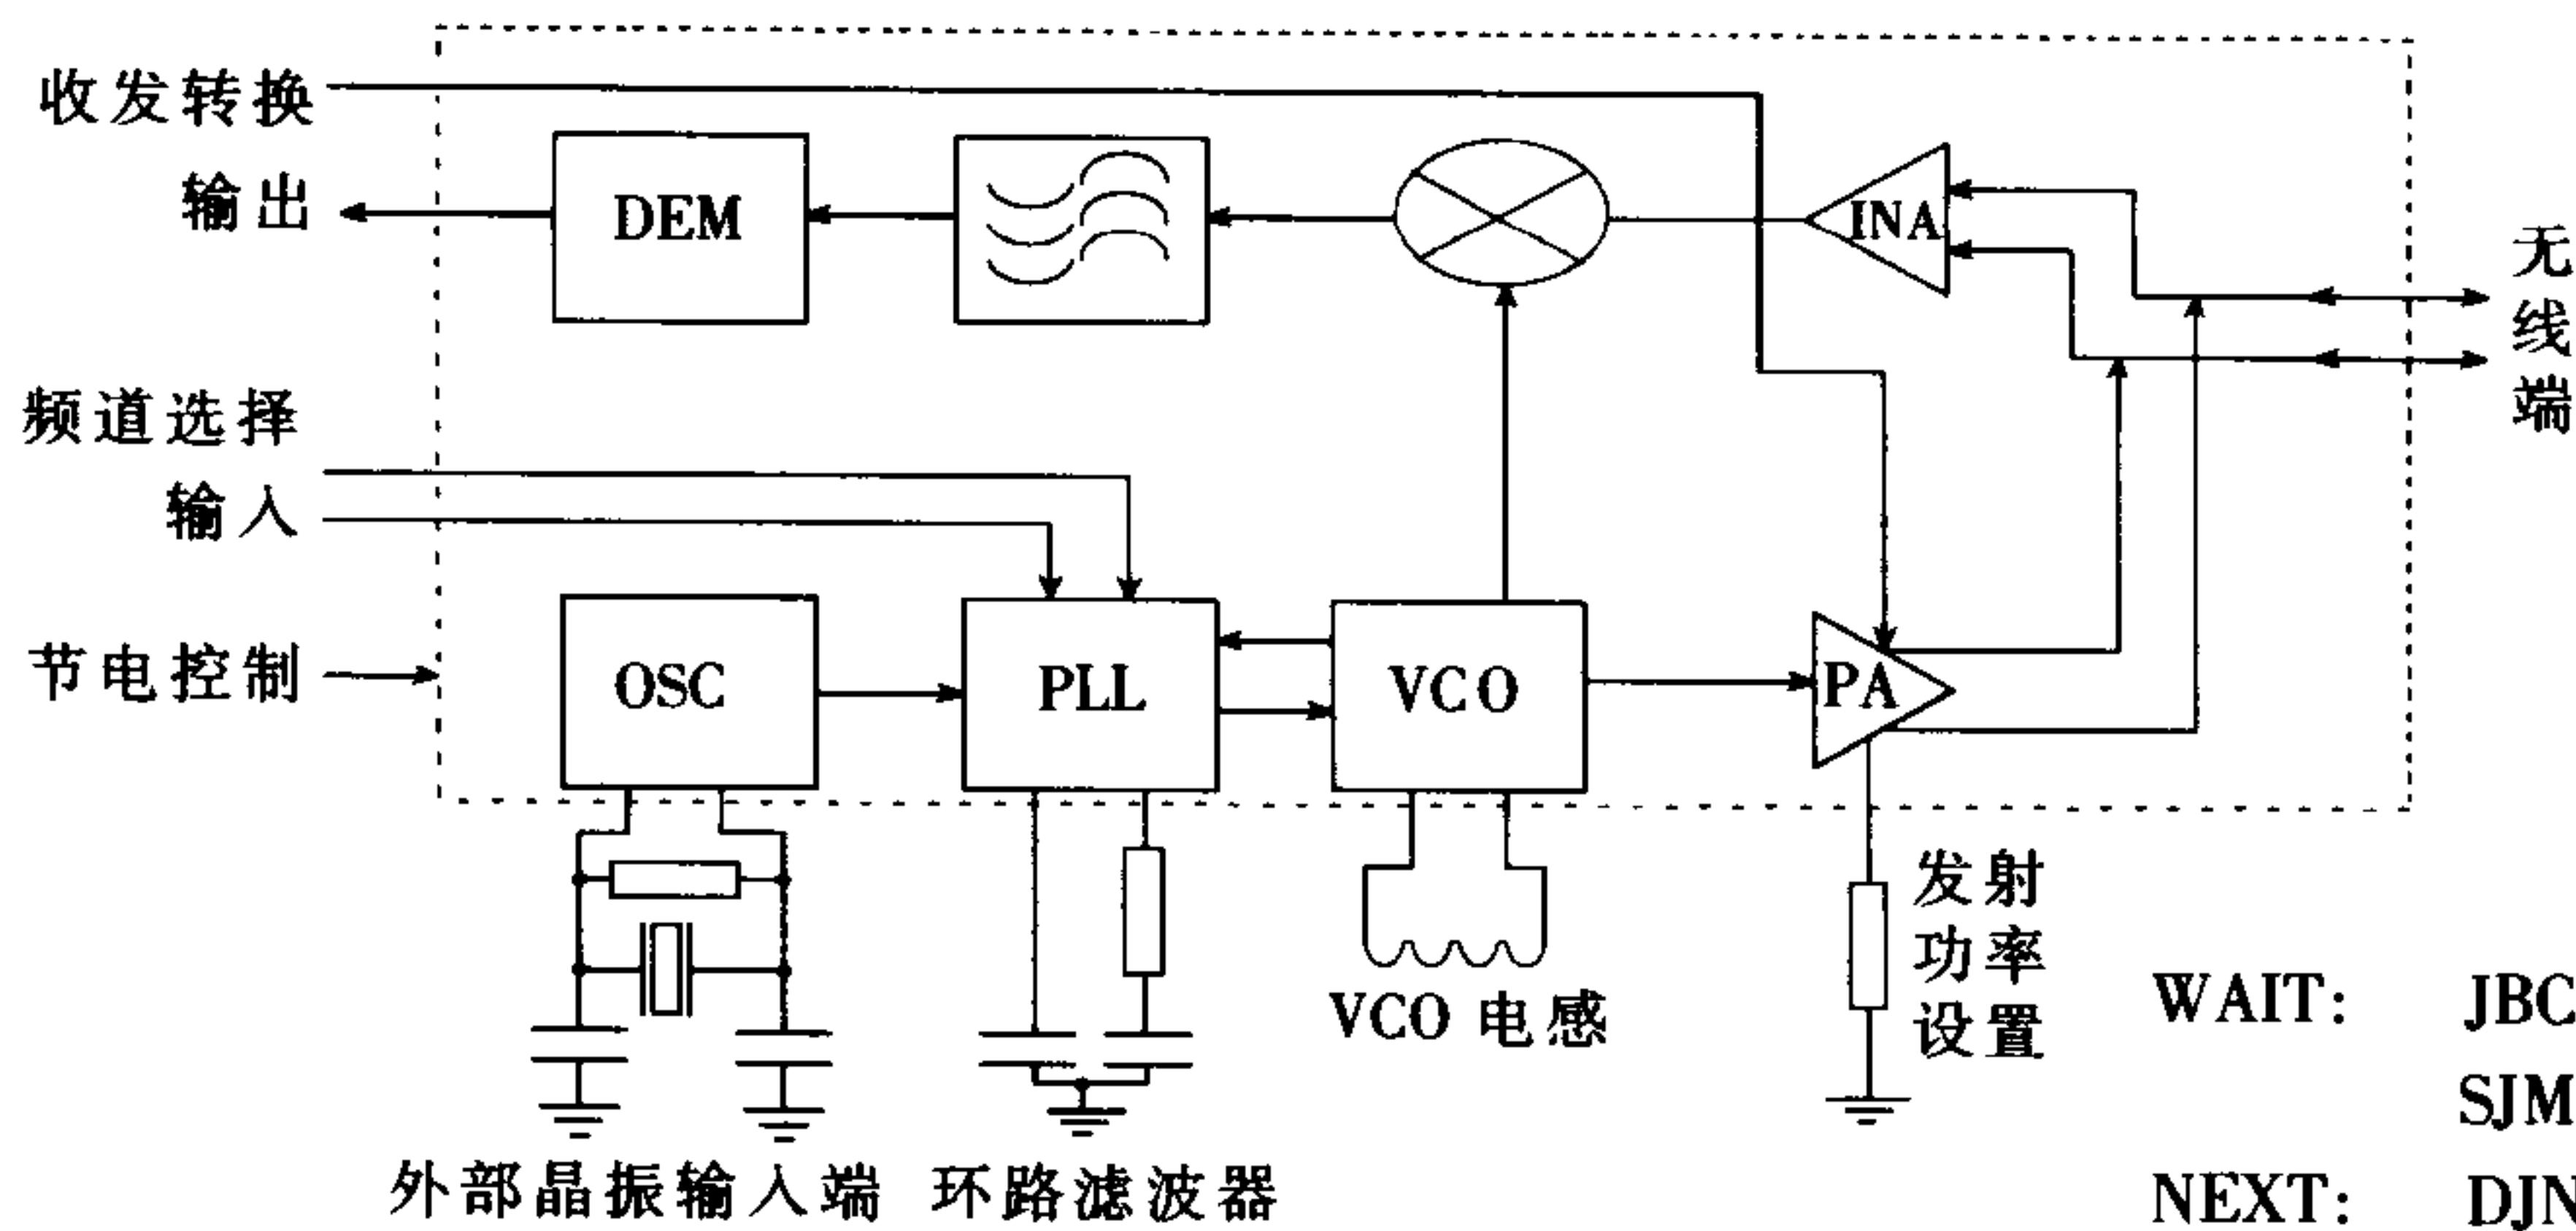 收发转换
输出
DEM
INA
无线端
频道选择
输入
节电控制
OSC
PLL
VCO
PA
发射
功率
设置
VCO 电感
WAIT: JBC
SJM
NEXT: DJN
外部晶振输入端 环路滤波器